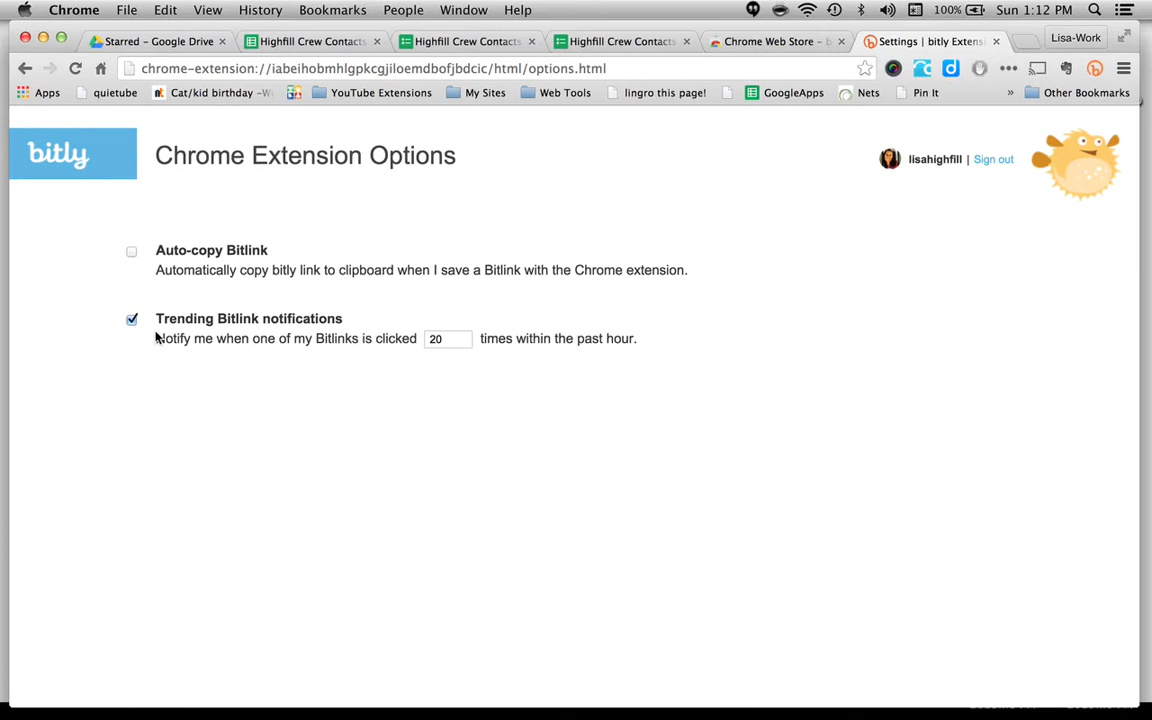 Chrome File Edit View History Bookmarks People Window Help 100% Sun 1:12 PM
Starred – Google Drive Highfill Crew Contacts Highfill Crew Contacts Highfill Crew Contacts Chrome Web Store – b Settings | bitly Extensi Lisa-Work
chrome-extension://iabeihobmhlgpkcgjiloemdbofjbdcic/html/options.html
Apps quietube Cat/kid birthday –W YouTube Extensions My Sites Web Tools lingro this page! GoogleApps Nets Pin It » Other Bookmarks
bitly Chrome Extension Options lisahighfill | Sign out
Auto-copy Bitlink
Automatically copy bitly link to clipboard when I save a Bitlink with the Chrome extension.
Trending Bitlink notifications
Notify me when one of my Bitlinks is clicked 20 times within the past hour.